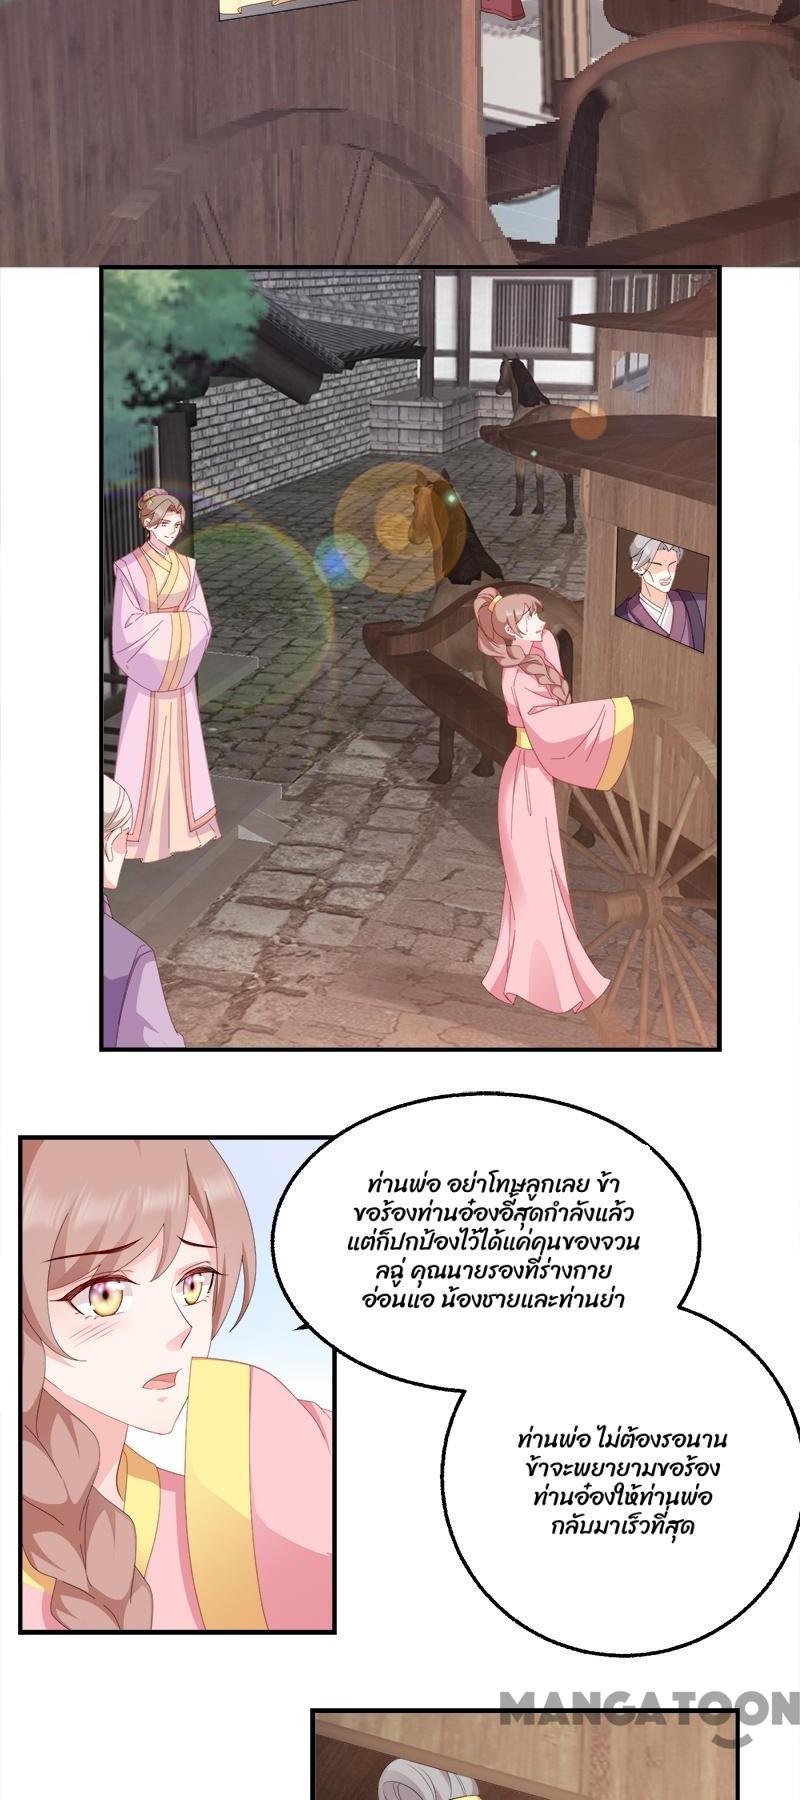 ท่านพ่อ อย่าโทษลูกเลย ข้า
ขอร้องท่านอ๋องอี้สุดกำลังแล้ว
แต่ก็ปกป้องไว้ได้แค่คนของจวน
ลฉู่ คุณนายรองที่ร่างกาย
อ่อนแอ น้องชายและท่านย่า
ท่านพ่อ ไม่ต้องรอนาน
ข้าจะพยายามขอร้อง
ท่านอ๋องให้ท่านพ่อ
กลับมาเร็วที่สุด
MANGATOON